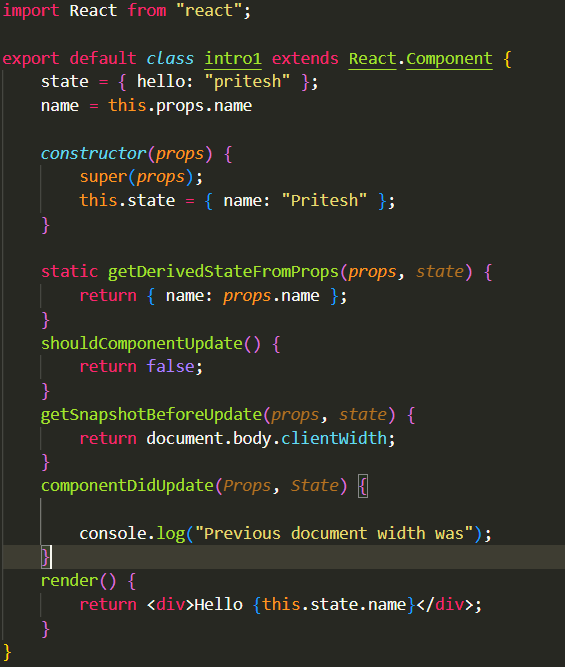 import React from "react";
export default class intro1 extends React.Component {
state = { hello: "pritesh" };
name = this.props.name
constructor(props) {
super(props);
this.state = { name: "Pritesh" };
}
static getDerivedStateFromProps(props, state) {
return { name: props.name };
}
shouldComponentUpdate() {
return false;
}
getSnapshotBeforeUpdate(props, state) {
return document.body.clientWidth;
}
componentDidUpdate(Props, State) {
console.log("Previous document width was");
}
render() {
return <div>Hello {this.state.name}</div>;
}
}